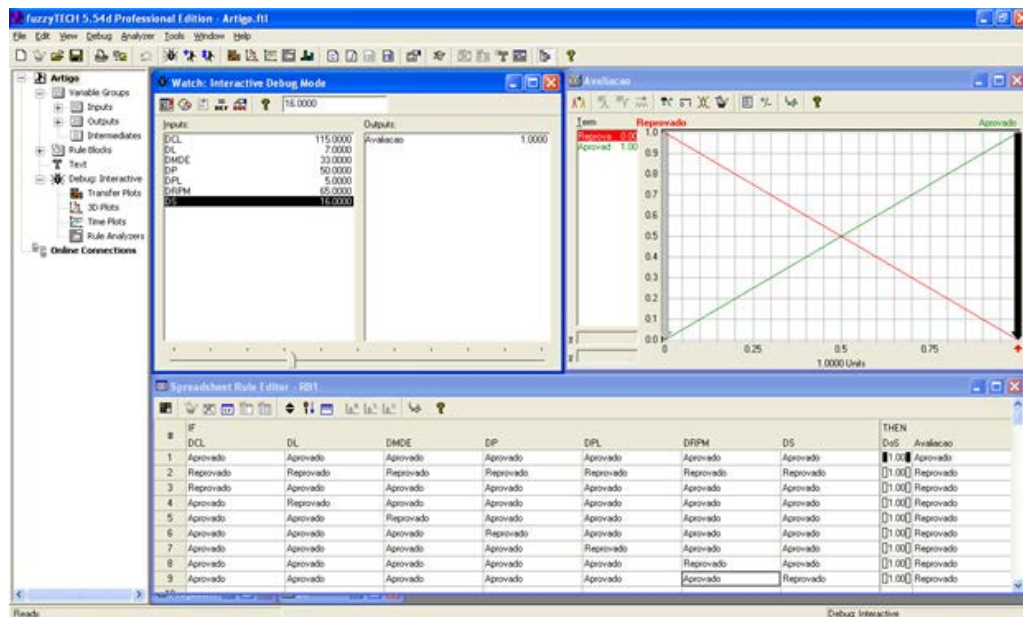 fuzzyTECH 5.54d Professional Edition - Artigo.ftl
File Edit View Debug Analyzer Tools Window Help
Artigo
Variable Groups
Inputs
Outputs
Intermediates
Rule Blocks
Text
Debug: Interactive
Transfer Plots
3D Plots
Time Plots
Rule Analyzers
Online Connections
Watch: Interactive Debug Mode
16.0000
Inputs: Outputs:
DCL 115.0000 Avaliacao 1.0000
DL 7.0000
DMDE 33.0000
DP 50.0000
DPL 5.0000
DRPM 65.0000
DS 16.0000
Avaliacao
Term Reprovado Aprovado
Reprova 0.00
Aprovad 1.00
1.0
0.9
0.8
0.7
0.6
0.5
0.4
0.3
0.2
0.1
0.0
0 0.25 0.5 0.75
1.0000 Units
Spreadsheet Rule Editor - RB1
IF THEN
# DCL DL DMDE DP DPL DRPM DS DoS Avaliacao
1 Aprovado Aprovado Aprovado Aprovado Aprovado Aprovado Aprovado [1.00] Aprovado
2 Reprovado Reprovado Reprovado Reprovado Reprovado Reprovado Reprovado [1.00] Reprovado
3 Reprovado Aprovado Aprovado Aprovado Aprovado Aprovado Aprovado [1.00] Reprovado
4 Aprovado Reprovado Aprovado Aprovado Aprovado Aprovado Aprovado [1.00] Reprovado
5 Aprovado Aprovado Reprovado Aprovado Aprovado Aprovado Aprovado [1.00] Reprovado
6 Aprovado Aprovado Aprovado Reprovado Aprovado Aprovado Aprovado [1.00] Reprovado
7 Aprovado Aprovado Aprovado Aprovado Reprovado Aprovado Aprovado [1.00] Reprovado
8 Aprovado Aprovado Aprovado Aprovado Aprovado Reprovado Aprovado [1.00] Reprovado
9 Aprovado Aprovado Aprovado Aprovado Aprovado Aprovado Reprovado [1.00] Reprovado
Ready Debug: Interactive